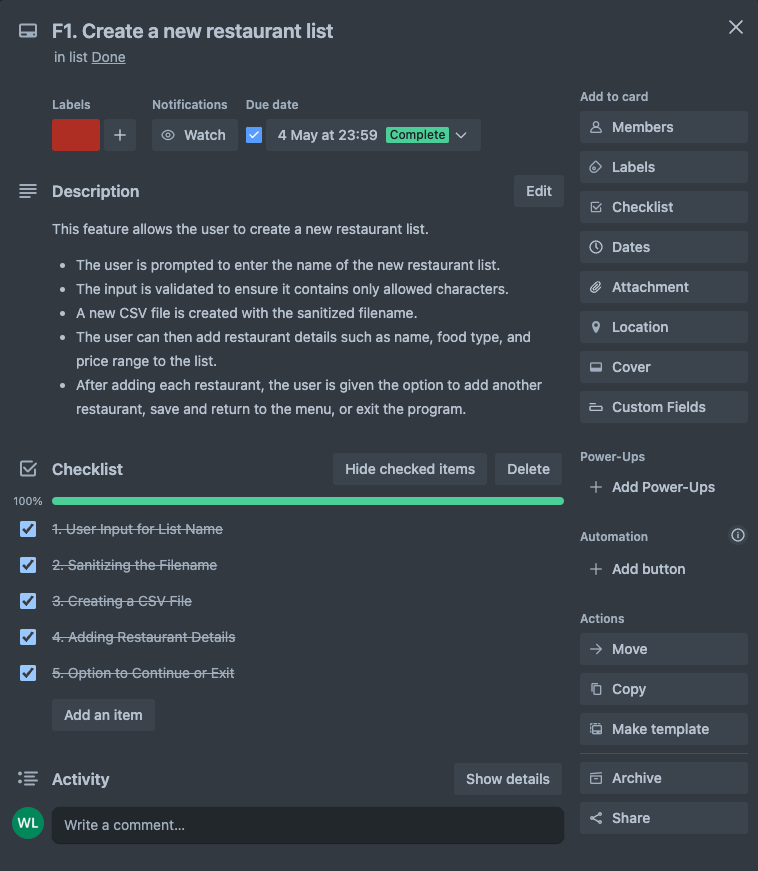 F1. Create a new restaurant list
in list Done
Labels
Notifications
Due date
Watch
4 May at 23:59 Complete
Description
Edit
This feature allows the user to create a new restaurant list.
The user is prompted to enter the name of the new restaurant list.
The input is validated to ensure it contains only allowed characters.
A new CSV file is created with the sanitized filename.
The user can then add restaurant details such as name, food type, and
price range to the list.
After adding each restaurant, the user is given the option to add another
restaurant, save and return to the menu, or exit the program.
Checklist
Hide checked items
Delete
100%
1. User Input for List Name
2. Sanitizing the Filename
3. Creating a CSV File
4. Adding Restaurant Details
5. Option to Continue or Exit
Add an item
Activity
Show details
WL
Write a comment...
Add to card
Members
Labels
Checklist
Dates
Attachment
Location
Cover
Custom Fields
Power-Ups
Add Power-Ups
Automation
Add button
Actions
Move
Copy
Make template
Archive
Share